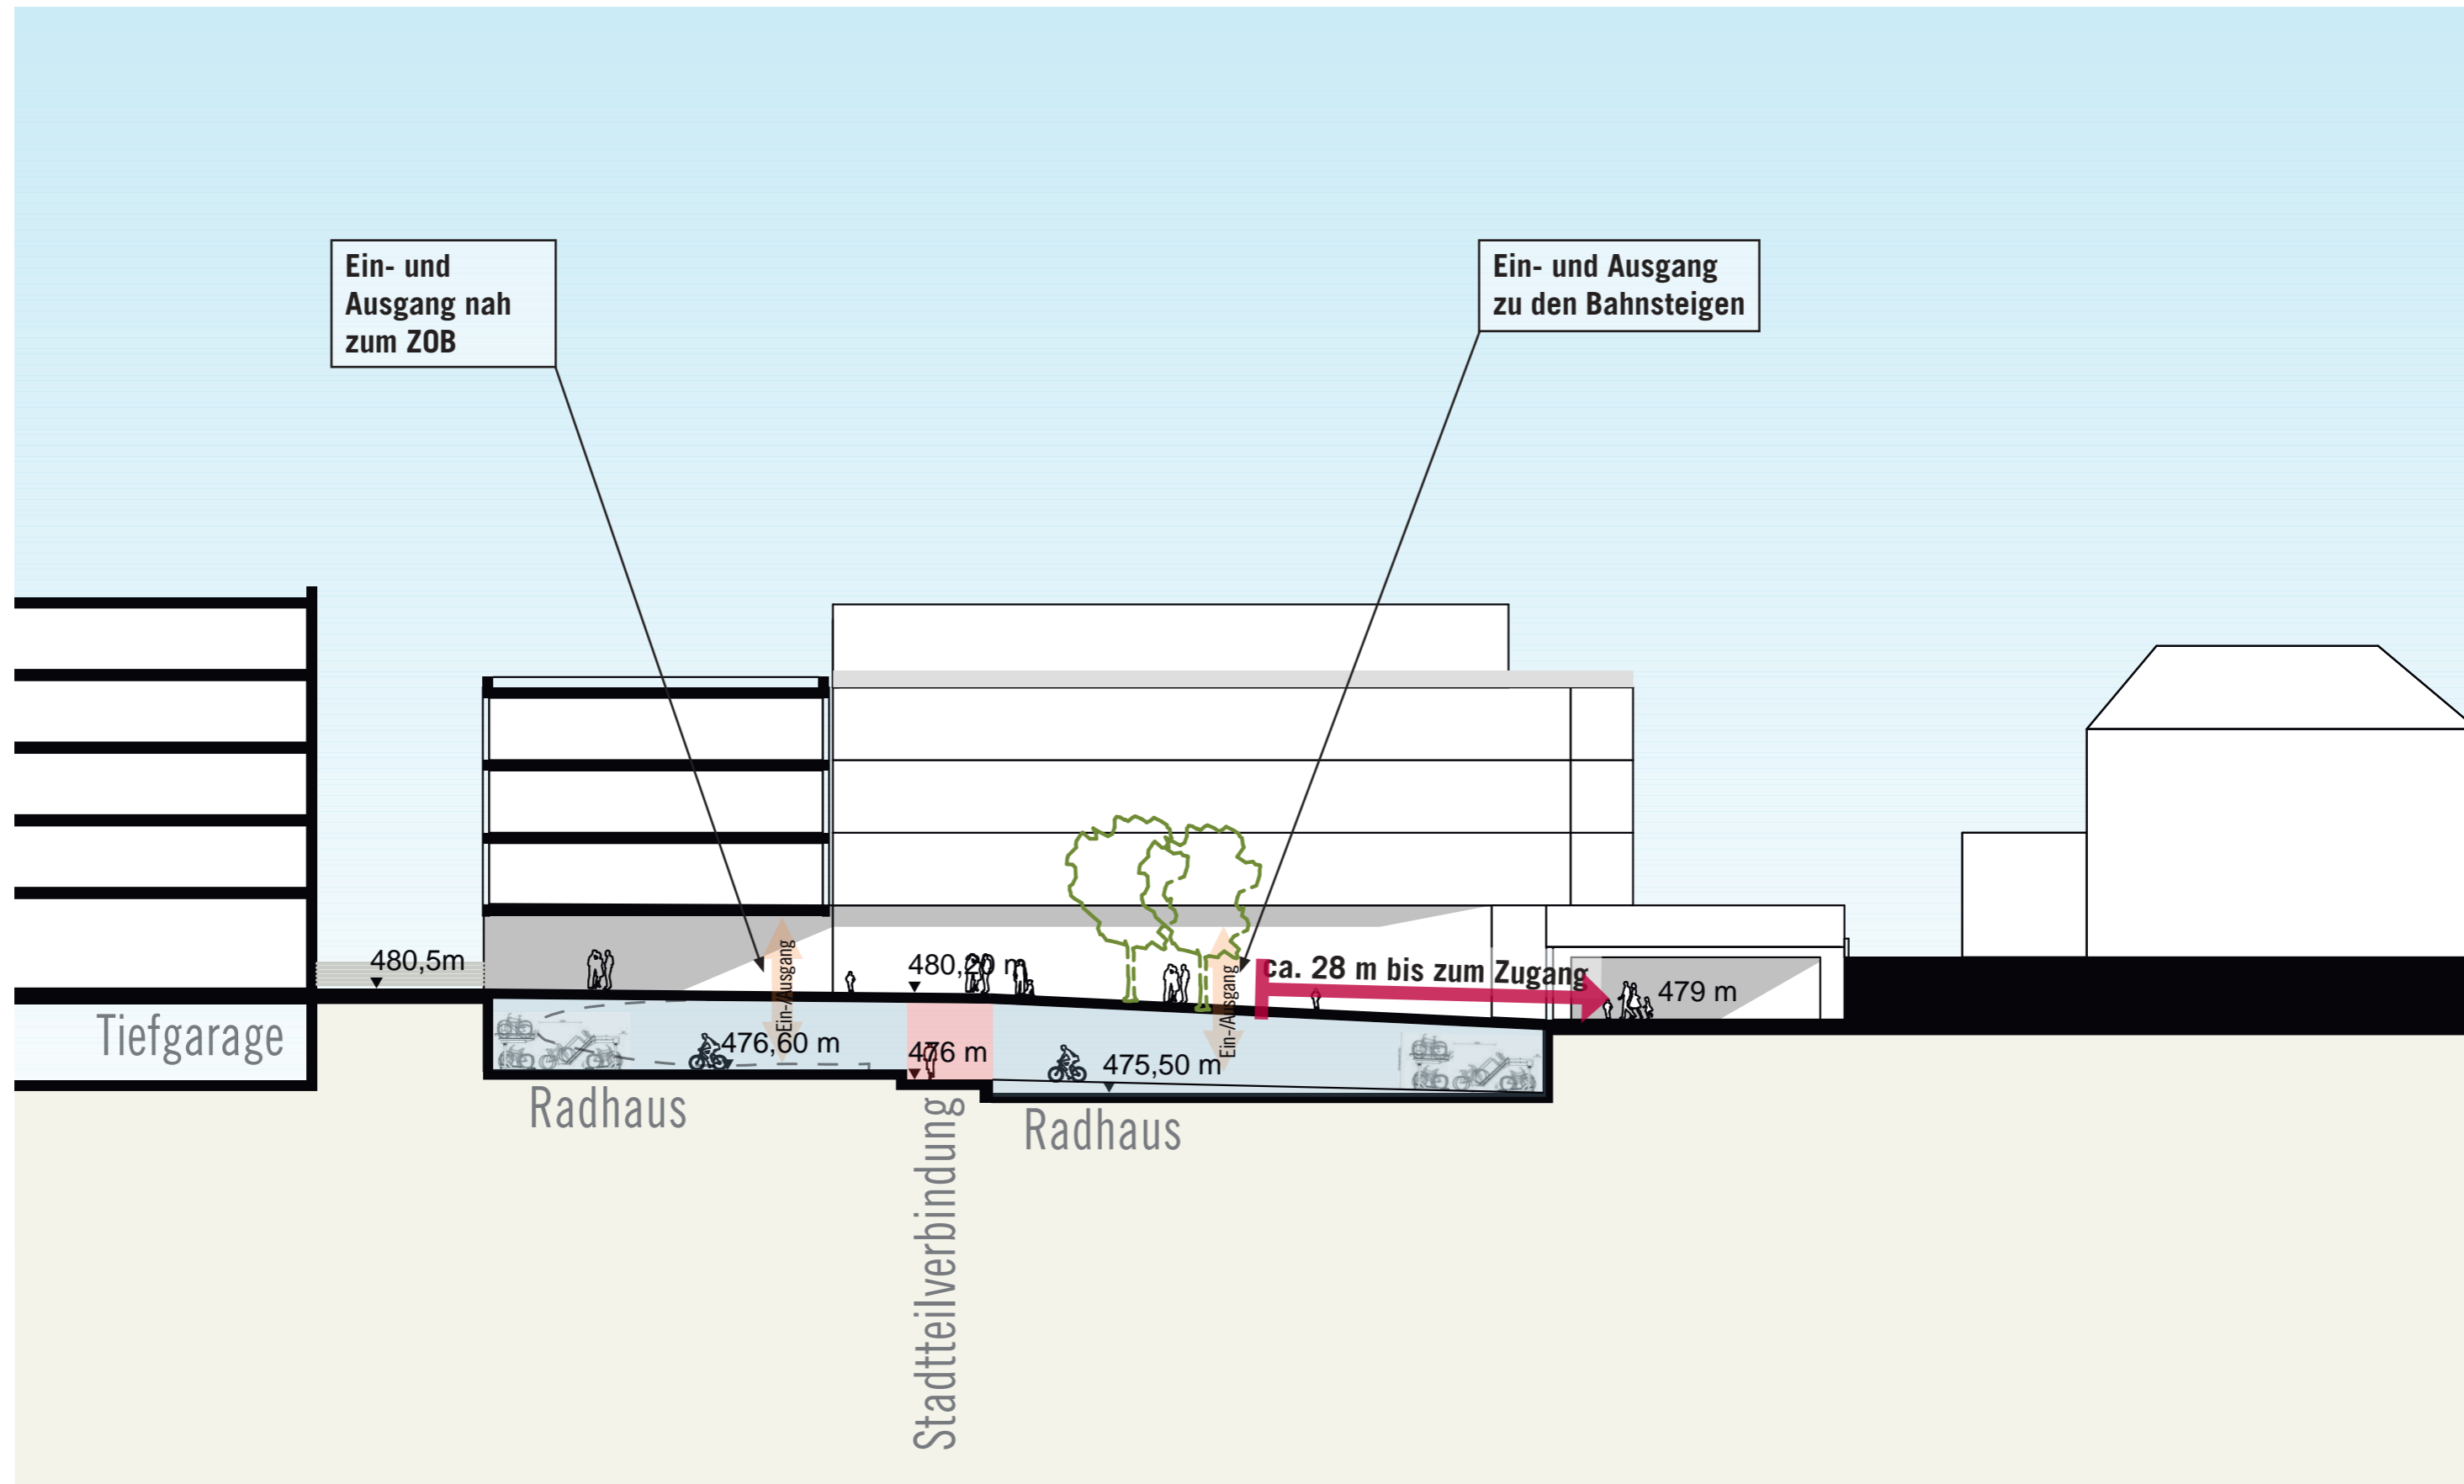 Ein- und
Ausgang nah
zum ZOB
Ein- und Ausgang
zu den Bahnsteigen
480,5m
Ein-/Ausgang
480,20 m
Ein-/Ausgang
ca. 28 m bis zum Zugang
479 m
Tiefgarage
476,60 m
476 m
475,50 m
Radhaus
Stadtteilverbindung
Radhaus